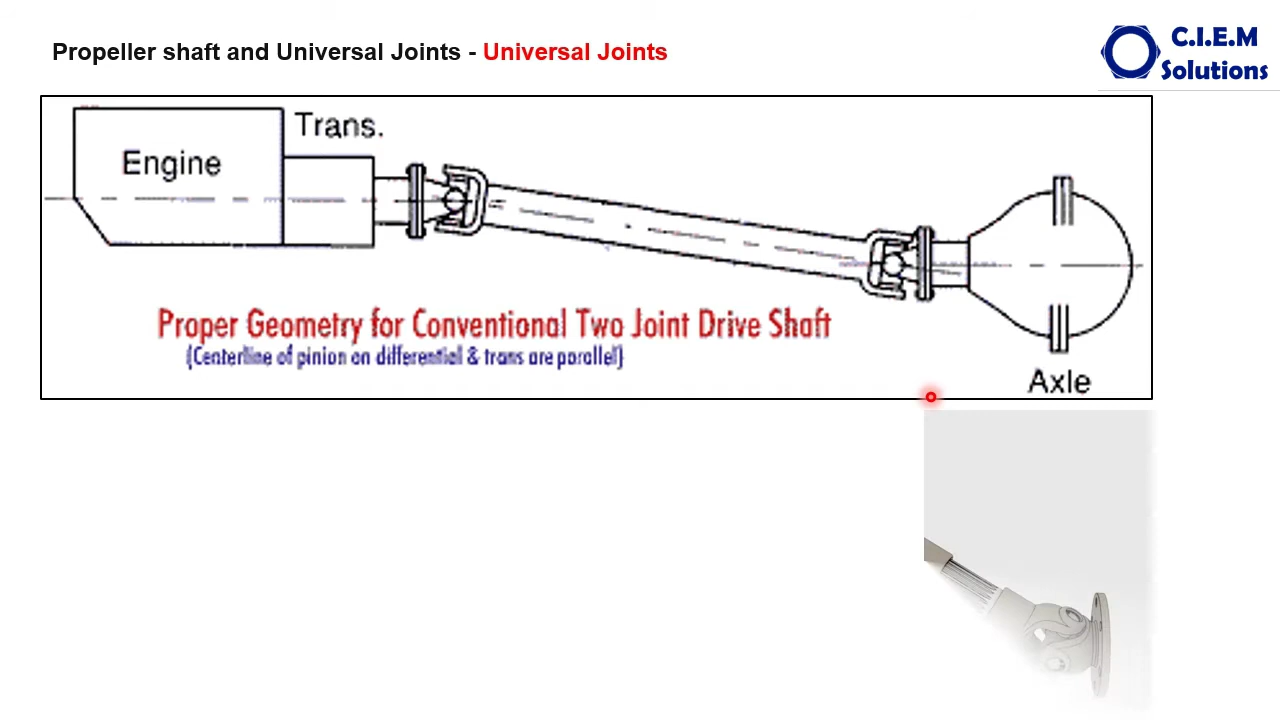 Propeller shaft and Universal Joints - Universal Joints
C.I.E.M
Solutions
Trans.
Engine
Proper Geometry for Conventional Two Joint Drive Shaft
(Centerline of pinion on differential & trans are parallel)
Axle